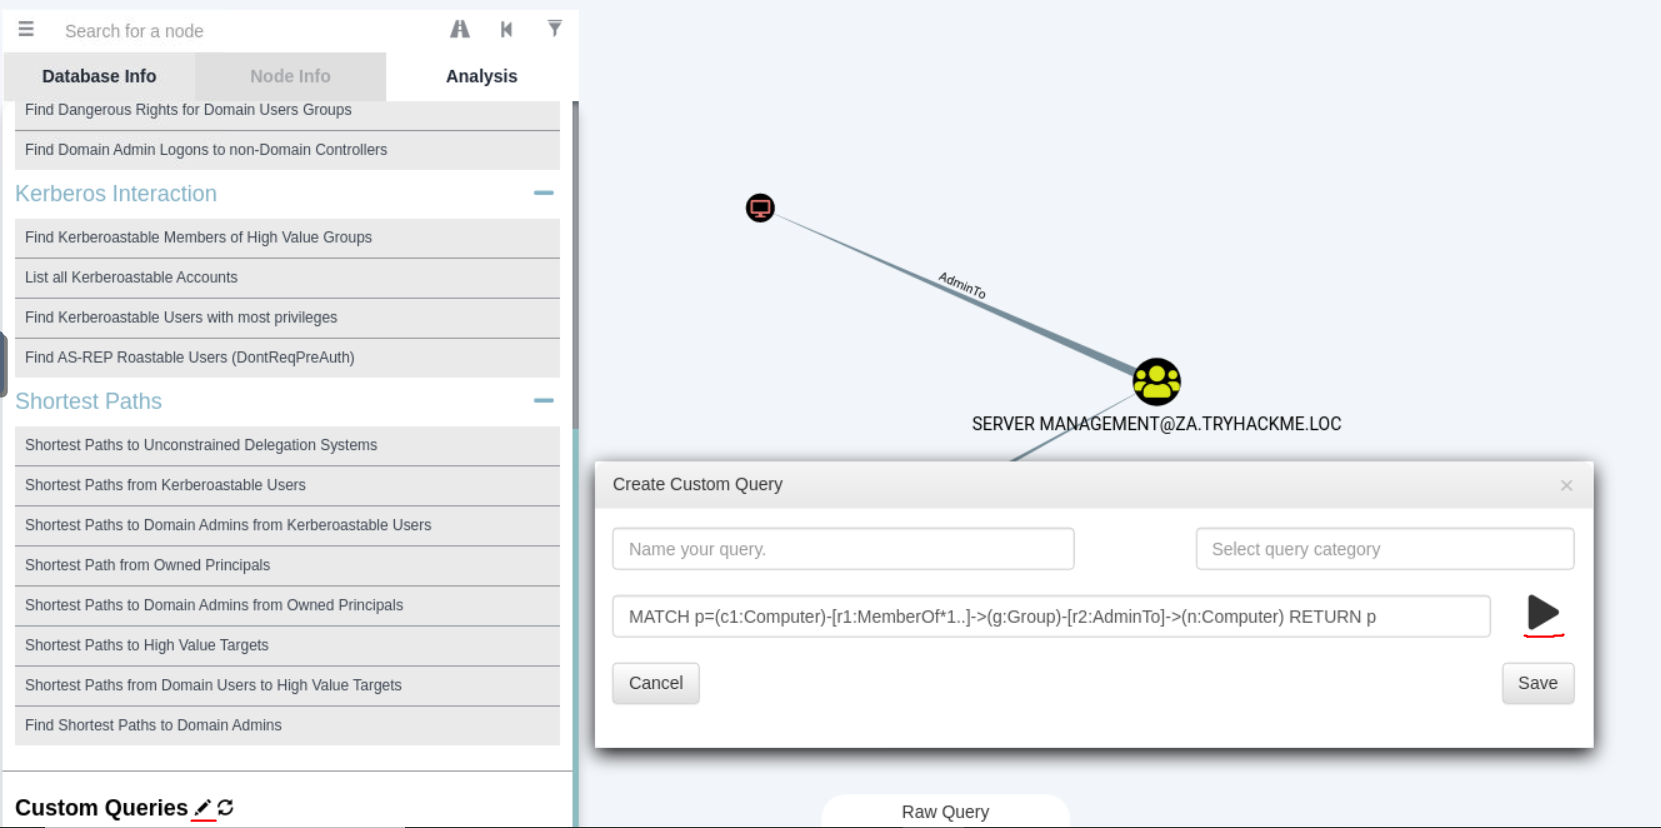 Search for a node
Database Info
Node Info
Analysis
Find Dangerous Rights for Domain Users Groups
Find Domain Admin Logons to non-Domain Controllers
Kerberos Interaction
Find Kerberoastable Members of High Value Groups
List all Kerberoastable Accounts
Find Kerberoastable Users with most privileges
Find AS-REP Roastable Users (DontReqPreAuth)
Shortest Paths
Shortest Paths to Unconstrained Delegation Systems
Shortest Paths from Kerberoastable Users
Shortest Paths to Domain Admins from Kerberoastable Users
Shortest Path from Owned Principals
Shortest Paths to Domain Admins from Owned Principals
Shortest Paths to High Value Targets
Shortest Paths from Domain Users to High Value Targets
Find Shortest Paths to Domain Admins
Custom Queries
AdminTo
SERVER MANAGEMENT@ZA.TRYHACKME.LOC
Create Custom Query
×
Name your query.
Select query category
MATCH p=(c1:Computer)-[r1:MemberOf*1..]->(g:Group)-[r2:AdminTo]->(n:Computer) RETURN p
Cancel
Save
Raw Query